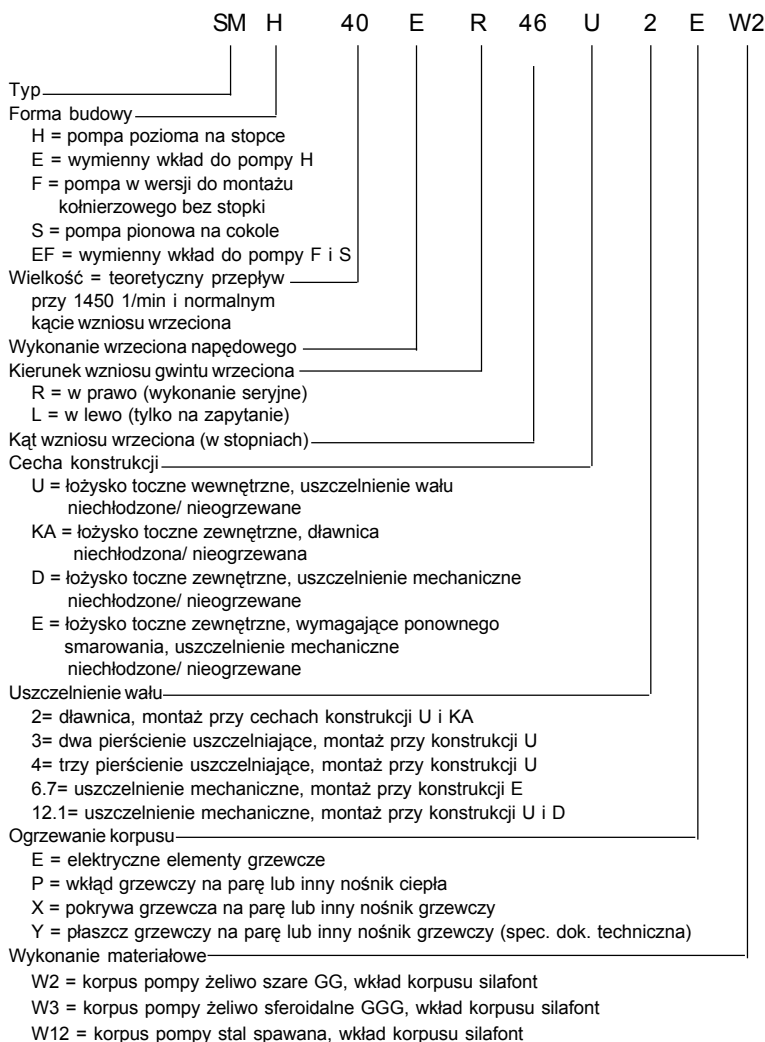 SM H 40 E R 46 U 2 E W2
Typ
Forma budowy
H = pompa pozioma na stopce
E = wymienny wkład do pompy H
F = pompa w wersji do montażu
kołnierzowego bez stopki
S = pompa pionowa na cokole
EF = wymienny wkład do pompy F i S
Wielkość = teoretyczny przepływ
przy 1450 1/min i normalnym
kącie wzniosu wrzeciona
Wykonanie wrzeciona napędowego
Kierunek wzniosu gwintu wrzeciona
R = w prawo (wykonanie seryjne)
L = w lewo (tylko na zapytanie)
Kąt wzniosu wrzeciona (w stopniach)
Cecha konstrukcji
U = łożysko toczne wewnętrzne, uszczelnienie wału
niechłodzone/ nieogrzewane
KA = łożysko toczne zewnętrzne, dławnica
niechłodzona/ nieogrzewana
D = łożysko toczne zewnętrzne, uszczelnienie mechaniczne
niechłodzone/ nieogrzewane
E = łożysko toczne zewnętrzne, wymagające ponownego
smarowania, uszczelnienie mechaniczne
niechłodzone/ nieogrzewane
Uszczelnienie wału
2= dławnica, montaż przy cechach konstrukcji U i KA
3= dwa pierścienie uszczelniające, montaż przy konstrukcji U
4= trzy pierścienie uszczelniające, montaż przy konstrukcji U
6.7= uszczelnienie mechaniczne, montaż przy konstrukcji E
12.1= uszczelnienie mechaniczne, montaż przy konstrukcji U i D
Ogrzewanie korpusu
E = elektryczne elementy grzewcze
P = wkłąd grzewczy na parę lub inny nośnik ciepła
X = pokrywa grzewcza na parę lub inny nośnik grzewczy
Y = płaszcz grzewczy na parę lub inny nośnik grzewczy (spec. dok. techniczna)
Wykonanie materiałowe
W2 = korpus pompy żeliwo szare GG, wkład korpusu silafont
W3 = korpus pompy żeliwo sferoidalne GGG, wkład korpusu silafont
W12 = korpus pompy stal spawana, wkład korpusu silafont